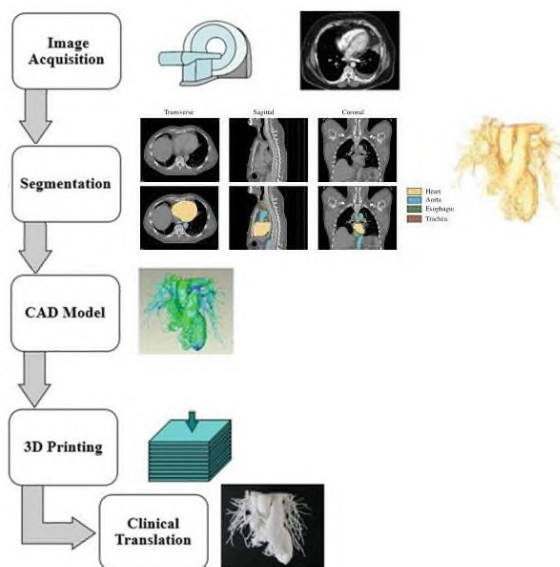 Image
Acquisition
Transverse
Sagittal
Coronal
Segmentation
Heart
Aorta
Esophagus
Trachea
CAD Model
3D Printing
Clinical
Translation